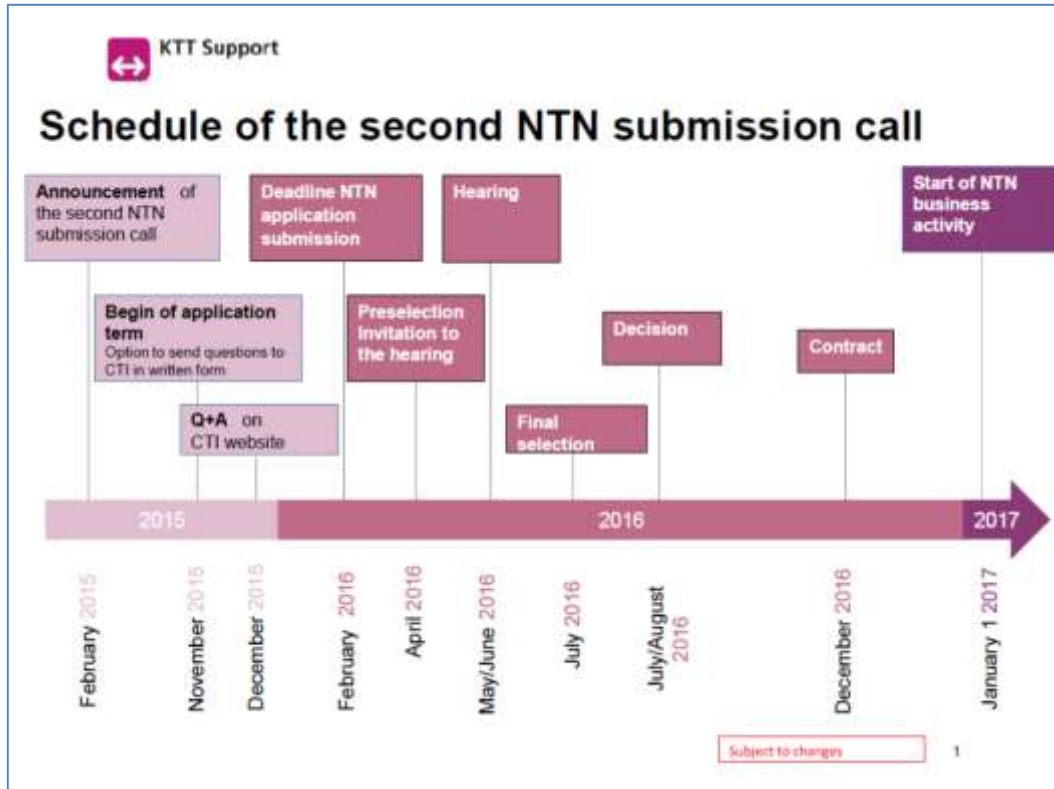 KTT Support
Schedule of the second NTN submission call
Announcement of
the second NTN
submission call
Deadline NTN
application
submission
Hearing
Start of NTN
business
activity
Begin of application
term
Option to send questions to
CTI in written form
Preselection
Invitation to
the hearing
Decision
Contract
Q+A on
CTI website
Final
selection
2015
2016
2017
February 2015
November 2015
December 2015
February 2016
April 2016
May/June 2016
July 2016
July/August
2016
December 2016
January 1 2017
Subject to changes
1